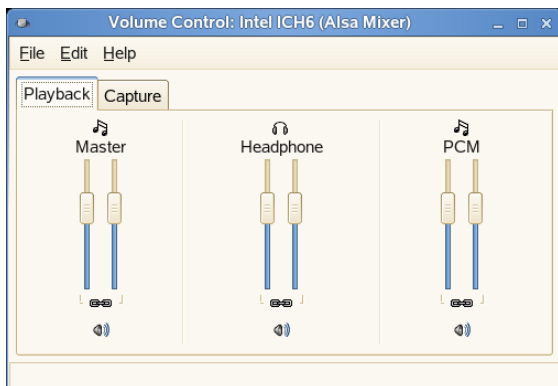 Volume Control: Intel ICH6 (Alsa Mixer)
File Edit Help
Playback Capture
Master Headphone PCM